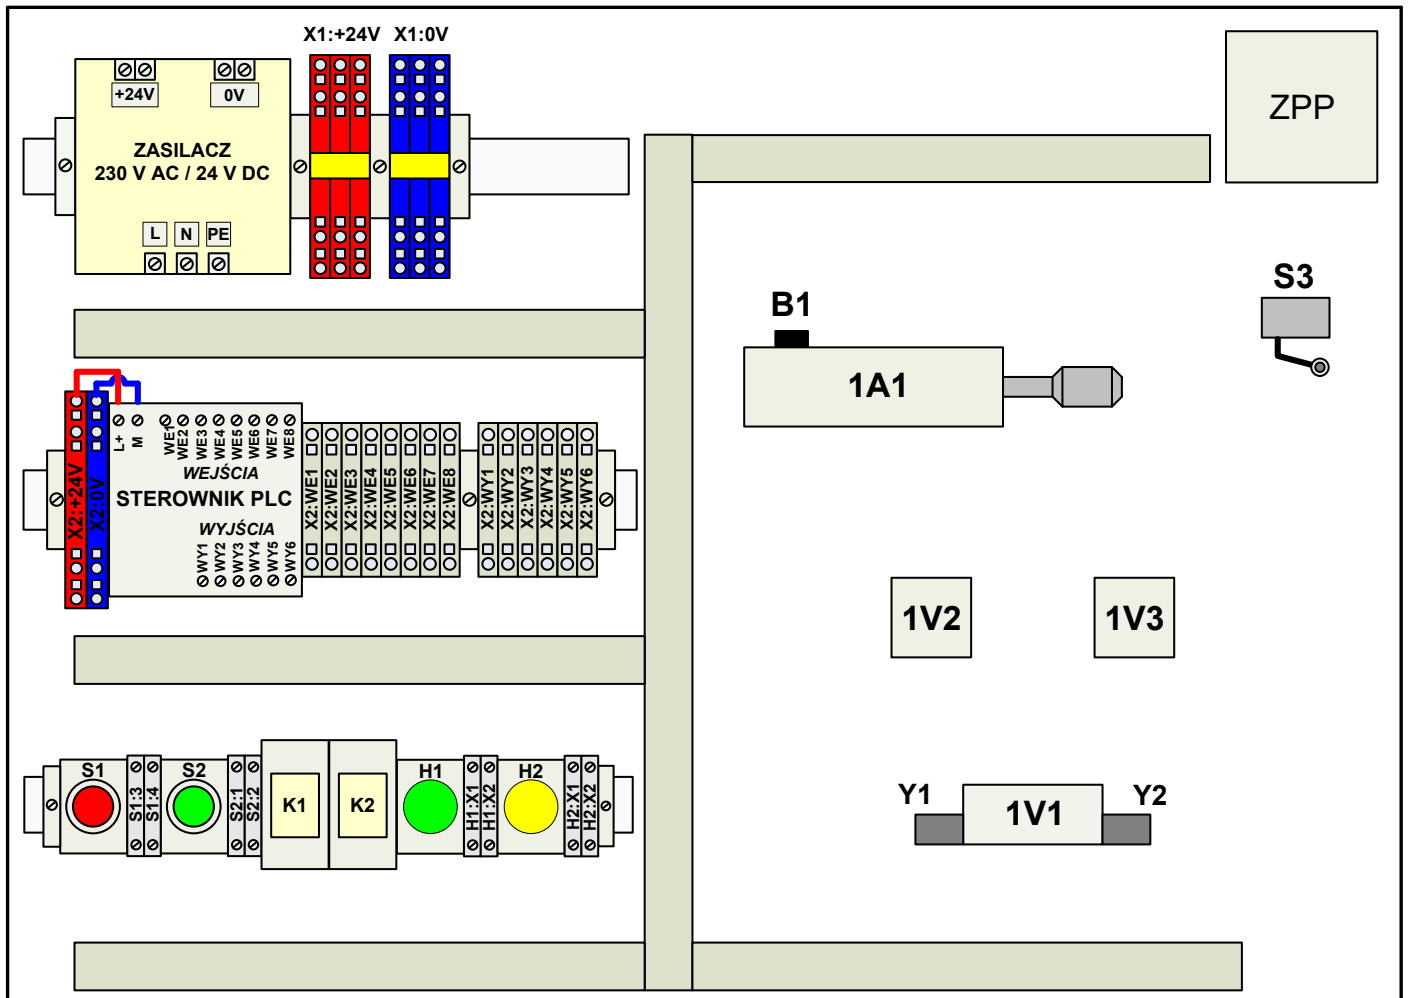 X1:+24V X1:0V
+24V 0V
ZASILACZ
230 V AC / 24 V DC
L N PE
ZPP
B1
S3
1A1
L+ M WE1 WE2 WE3 WE4 WE5 WE6 WE7 WE8
WEJŚCIA
X2:+24V X2:0V STEROWNIK PLC X2:WE1 X2:WE2 X2:WE3 X2:WE4 X2:WE5 X2:WE6 X2:WE7 X2:WE8 X2:WY1 X2:WY2 X2:WY3 X2:WY4 X2:WY5 X2:WY6
WYJŚCIA
WY1 WY2 WY3 WY4 WY5 WY6
1V2 1V3
S1 S1:3 S1:4 S2 S2:1 S2:2 K1 K2 H1 H1:X1 H1:X2 H2 H2:X1 H2:X2
Y1 1V1 Y2